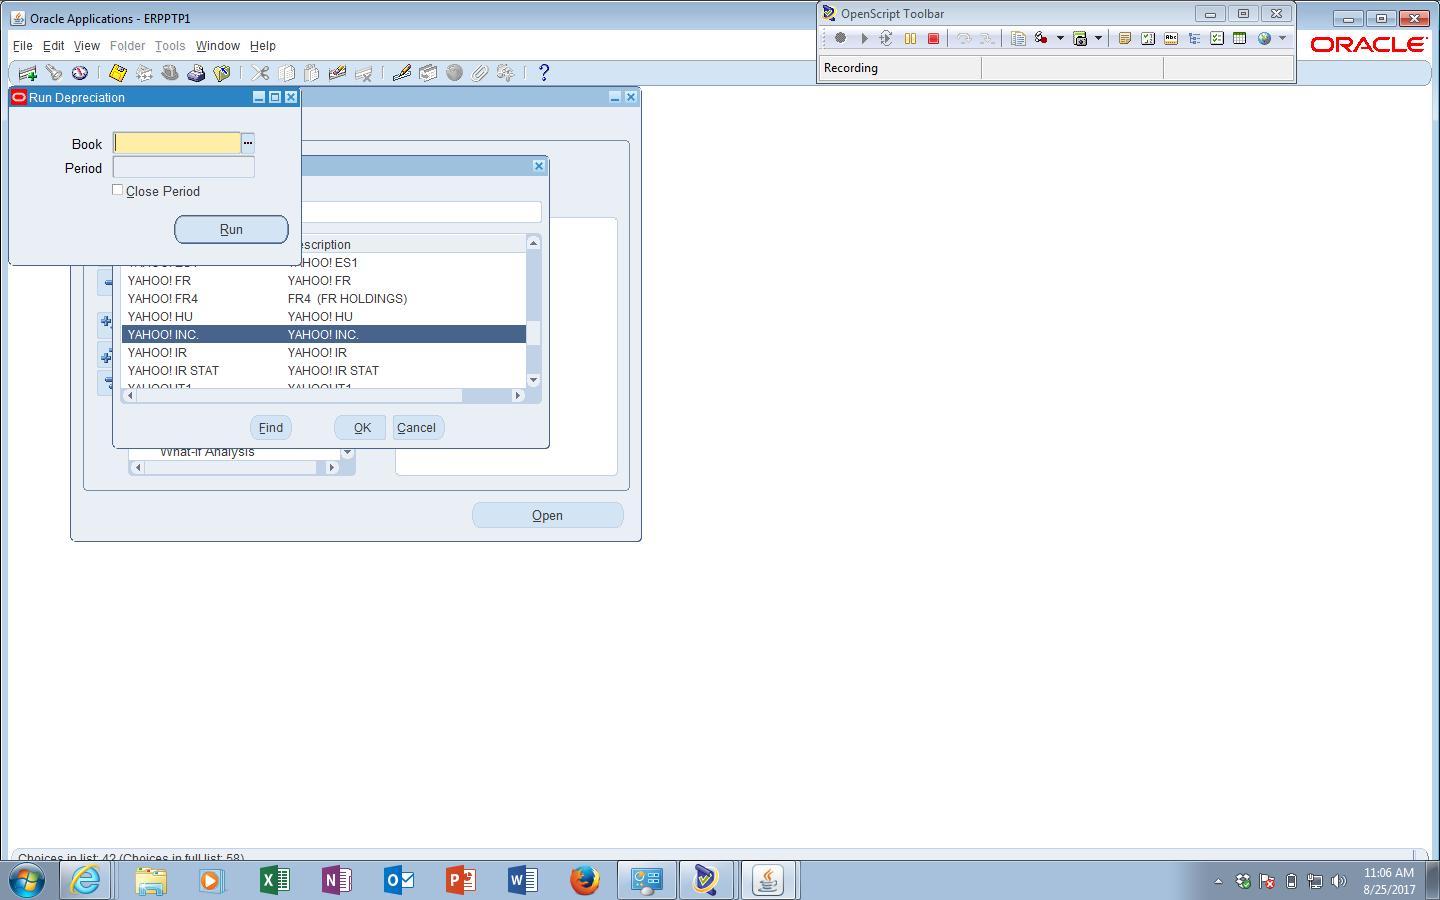 Oracle Applications - ERPPTP1
OpenScript Toolbar
File Edit View Folder Tools Window Help
ORACLE
Recording
Run Depreciation
Book
Period
Close Period
Run
escription
YAHOO! ES1
YAHOO! FR YAHOO! FR
YAHOO! FR4 FR4 (FR HOLDINGS)
YAHOO! HU YAHOO! HU
YAHOO! INC. YAHOO! INC.
YAHOO! IR YAHOO! IR
YAHOO! IR STAT YAHOO! IR STAT
Find OK Cancel
What-If Analysis
Open
Choices in list: 42 (Choices in full list: 58)
11:06 AM
8/25/2017